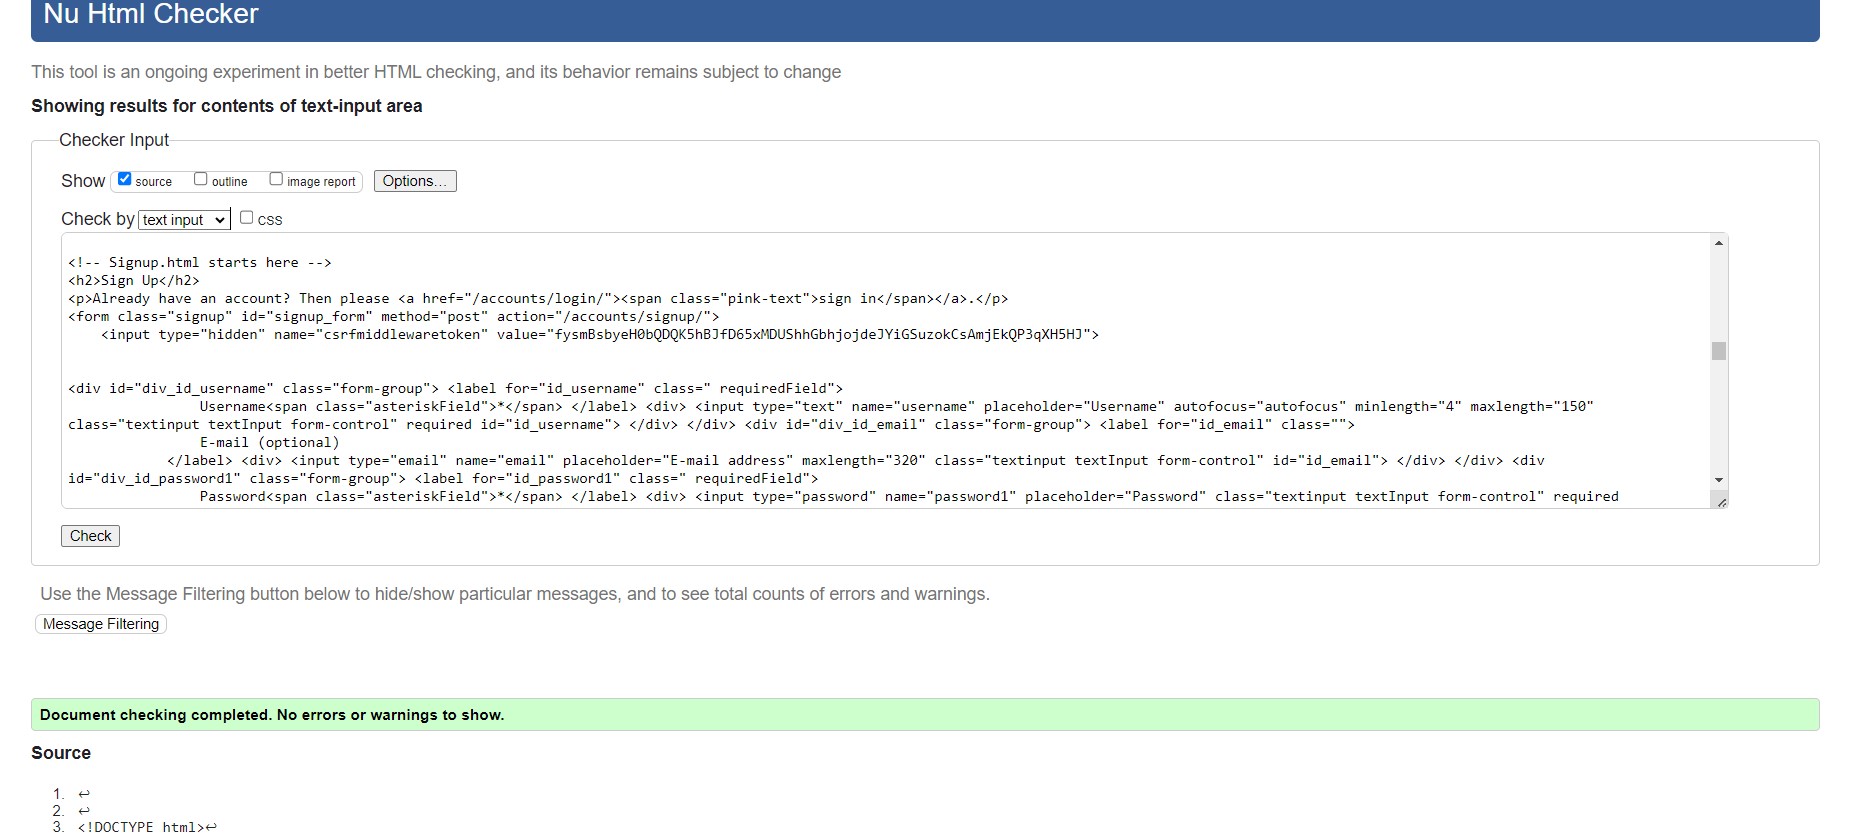 Nu Html Checker
This tool is an ongoing experiment in better HTML checking, and its behavior remains subject to change
Showing results for contents of text-input area
Checker Input
Show source outline image report Options...
Check by text input css
<!-- Signup.html starts here -->
<h2>Sign Up</h2>
<p>Already have an account? Then please <a href="/accounts/login/"><span class="pink-text">sign in</span></a>.</p>
<form class="signup" id="signup_form" method="post" action="/accounts/signup/">
<input type="hidden" name="csrfmiddlewaretoken" value="fysmBsbyeH0bQDQK5hBJfD65xMDUShhGbhjojdeJYiGSuzokCsAmjEkQP3qXH5HJ">
<div id="div_id_username" class="form-group"> <label for="id_username" class=" requiredField">
Username<span class="asteriskField">*</span> </label> <div> <input type="text" name="username" placeholder="Username" autofocus="autofocus" minlength="4" maxlength="150"
class="textinput textInput form-control" required id="id_username"> </div> </div> <div id="div_id_email" class="form-group"> <label for="id_email" class="">
E-mail (optional)
</label> <div> <input type="email" name="email" placeholder="E-mail address" maxlength="320" class="textinput textInput form-control" id="id_email"> </div> </div> <div
id="div_id_password1" class="form-group"> <label for="id_password1" class=" requiredField">
Password<span class="asteriskField">*</span> </label> <div> <input type="password" name="password1" placeholder="Password" class="textinput textInput form-control" required
Check
Use the Message Filtering button below to hide/show particular messages, and to see total counts of errors and warnings.
Message Filtering
Document checking completed. No errors or warnings to show.
Source
1. ↩
2. ↩
3. <!DOCTYPE html>↩